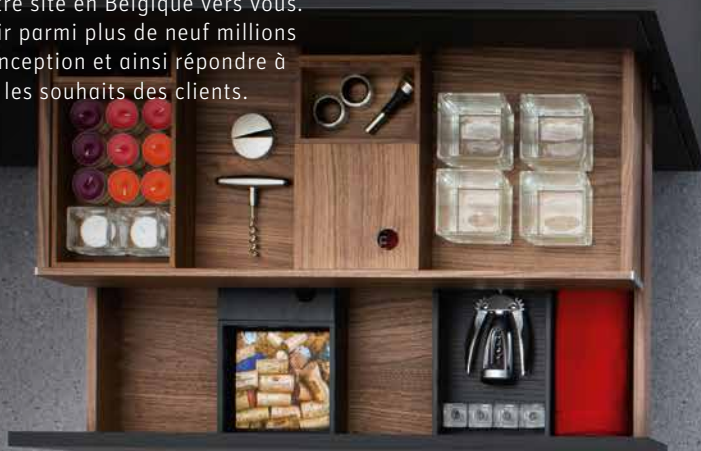 tre site en Belgique vers vous.
ir parmi plus de neuf millions
nception et ainsi répondre à
les souhaits des clients.